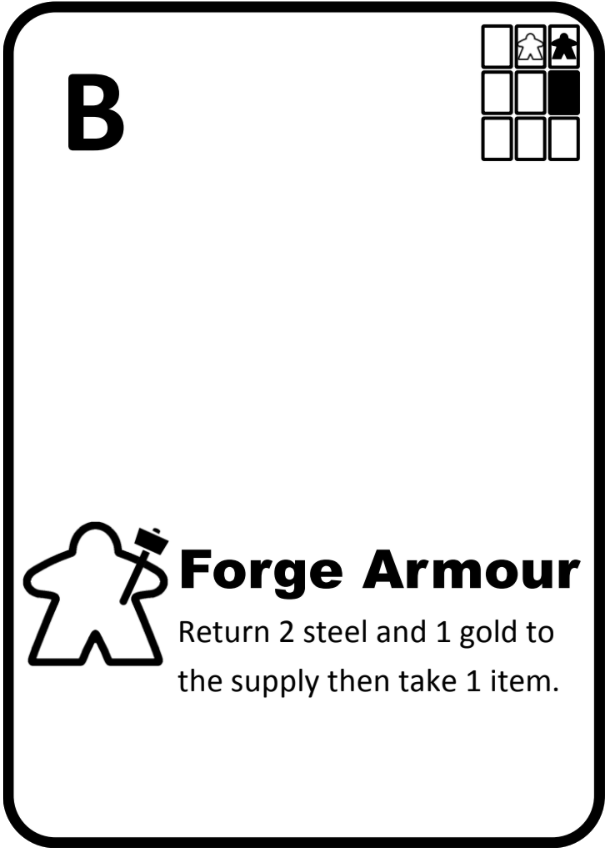 B
Forge Armour
Return 2 steel and 1 gold to
the supply then take 1 item.